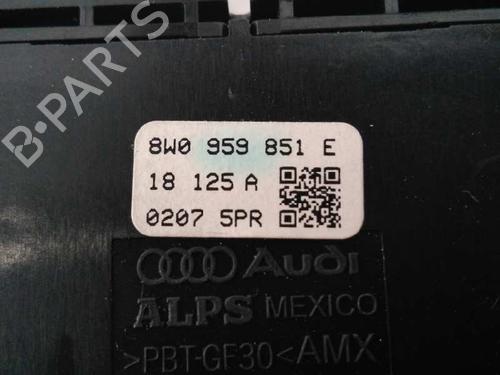 8W0 959 851 E
18 125 A
0207 5PR
Audi
ALPS MEXICO
>PBT-GF30<AMX
B-PARTS